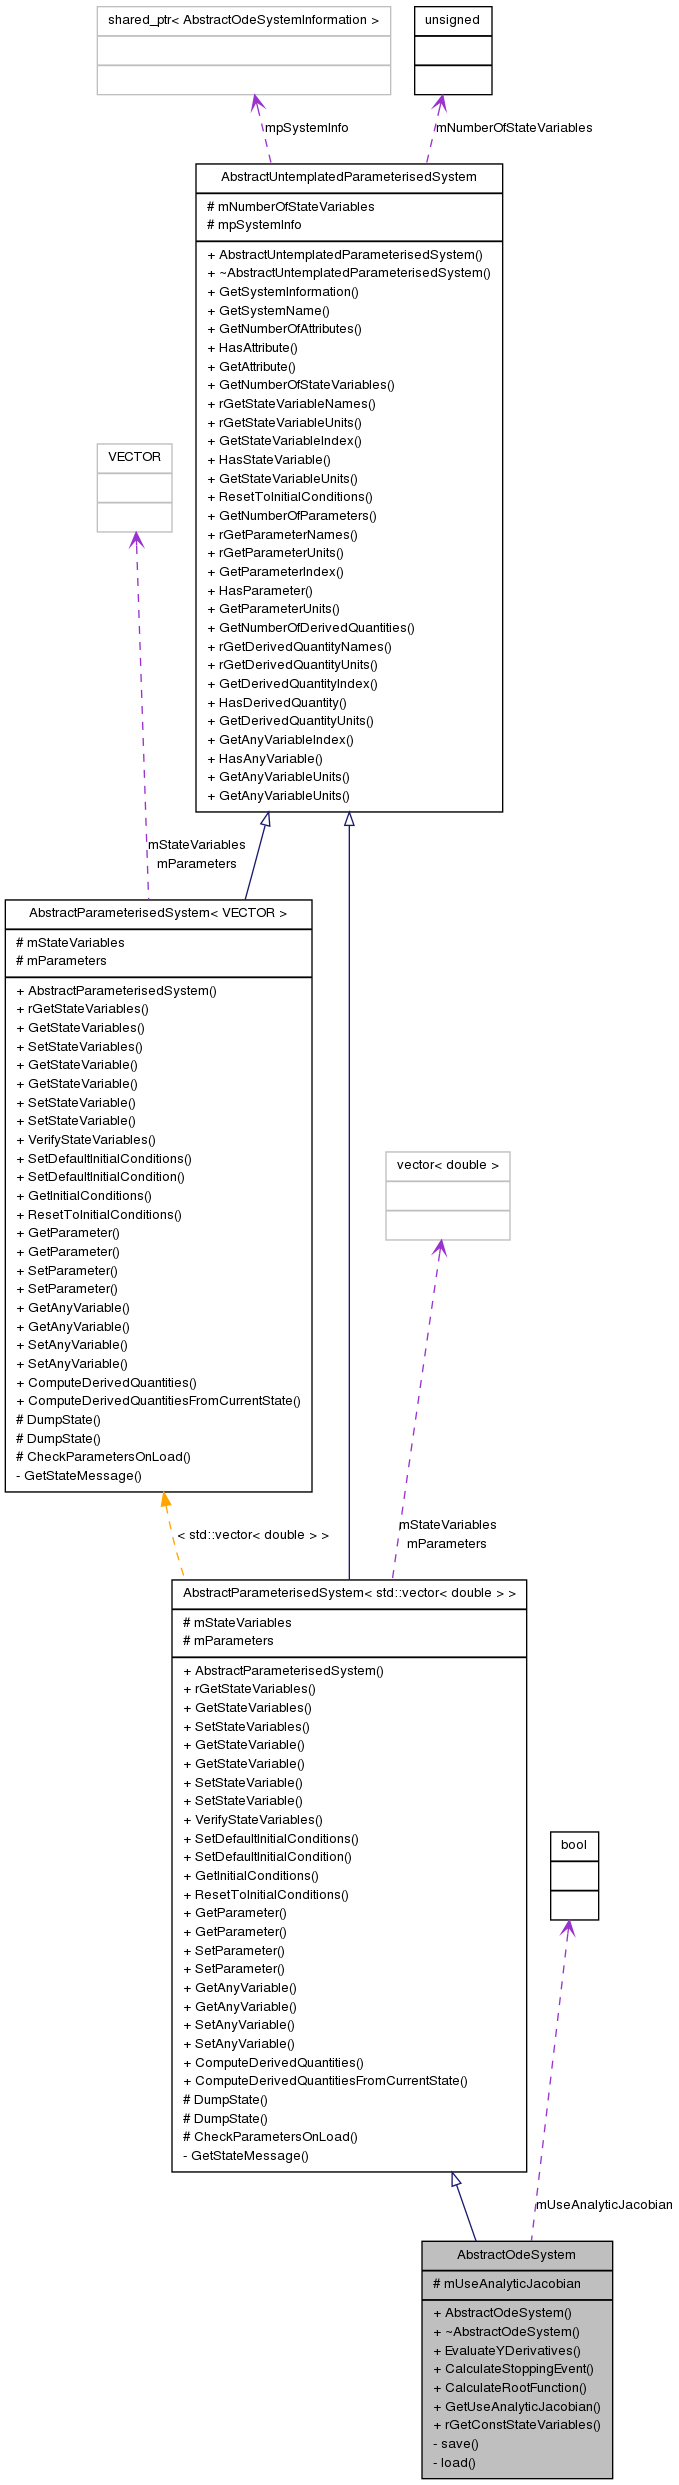 shared_ptr< AbstractOdeSystemInformation >
unsigned
mpSystemInfo
mNumberOfStateVariables
AbstractUntemplatedParameterisedSystem
# mNumberOfStateVariables
# mpSystemInfo
+ AbstractUntemplatedParameterisedSystem()
+ ~AbstractUntemplatedParameterisedSystem()
+ GetSystemInformation()
+ GetSystemName()
+ GetNumberOfAttributes()
+ HasAttribute()
+ GetAttribute()
+ GetNumberOfStateVariables()
+ rGetStateVariableNames()
+ rGetStateVariableUnits()
+ GetStateVariableIndex()
+ HasStateVariable()
+ GetStateVariableUnits()
+ ResetToInitialConditions()
+ GetNumberOfParameters()
+ rGetParameterNames()
+ rGetParameterUnits()
+ GetParameterIndex()
+ HasParameter()
+ GetParameterUnits()
+ GetNumberOfDerivedQuantities()
+ rGetDerivedQuantityNames()
+ rGetDerivedQuantityUnits()
+ GetDerivedQuantityIndex()
+ HasDerivedQuantity()
+ GetDerivedQuantityUnits()
+ GetAnyVariableIndex()
+ HasAnyVariable()
+ GetAnyVariableUnits()
+ GetAnyVariableUnits()
VECTOR
mStateVariables
mParameters
AbstractParameterisedSystem< VECTOR >
# mStateVariables
# mParameters
+ AbstractParameterisedSystem()
+ rGetStateVariables()
+ GetStateVariables()
+ SetStateVariables()
+ GetStateVariable()
+ GetStateVariable()
+ SetStateVariable()
+ SetStateVariable()
+ VerifyStateVariables()
+ SetDefaultInitialConditions()
+ SetDefaultInitialCondition()
+ GetInitialConditions()
+ ResetToInitialConditions()
+ GetParameter()
+ GetParameter()
+ SetParameter()
+ SetParameter()
+ GetAnyVariable()
+ GetAnyVariable()
+ SetAnyVariable()
+ SetAnyVariable()
+ ComputeDerivedQuantities()
+ ComputeDerivedQuantitiesFromCurrentState()
# DumpState()
# DumpState()
# CheckParametersOnLoad()
- GetStateMessage()
vector< double >
< std::vector< double > >
mStateVariables
mParameters
AbstractParameterisedSystem< std::vector< double > >
# mStateVariables
# mParameters
+ AbstractParameterisedSystem()
+ rGetStateVariables()
+ GetStateVariables()
+ SetStateVariables()
+ GetStateVariable()
+ GetStateVariable()
+ SetStateVariable()
+ SetStateVariable()
+ VerifyStateVariables()
+ SetDefaultInitialConditions()
+ SetDefaultInitialCondition()
+ GetInitialConditions()
+ ResetToInitialConditions()
+ GetParameter()
+ GetParameter()
+ SetParameter()
+ SetParameter()
+ GetAnyVariable()
+ GetAnyVariable()
+ SetAnyVariable()
+ SetAnyVariable()
+ ComputeDerivedQuantities()
+ ComputeDerivedQuantitiesFromCurrentState()
# DumpState()
# DumpState()
# CheckParametersOnLoad()
- GetStateMessage()
bool
mUseAnalyticJacobian
AbstractOdeSystem
# mUseAnalyticJacobian
+ AbstractOdeSystem()
+ ~AbstractOdeSystem()
+ EvaluateYDerivatives()
+ CalculateStoppingEvent()
+ CalculateRootFunction()
+ GetUseAnalyticJacobian()
+ rGetConstStateVariables()
- save()
- load()